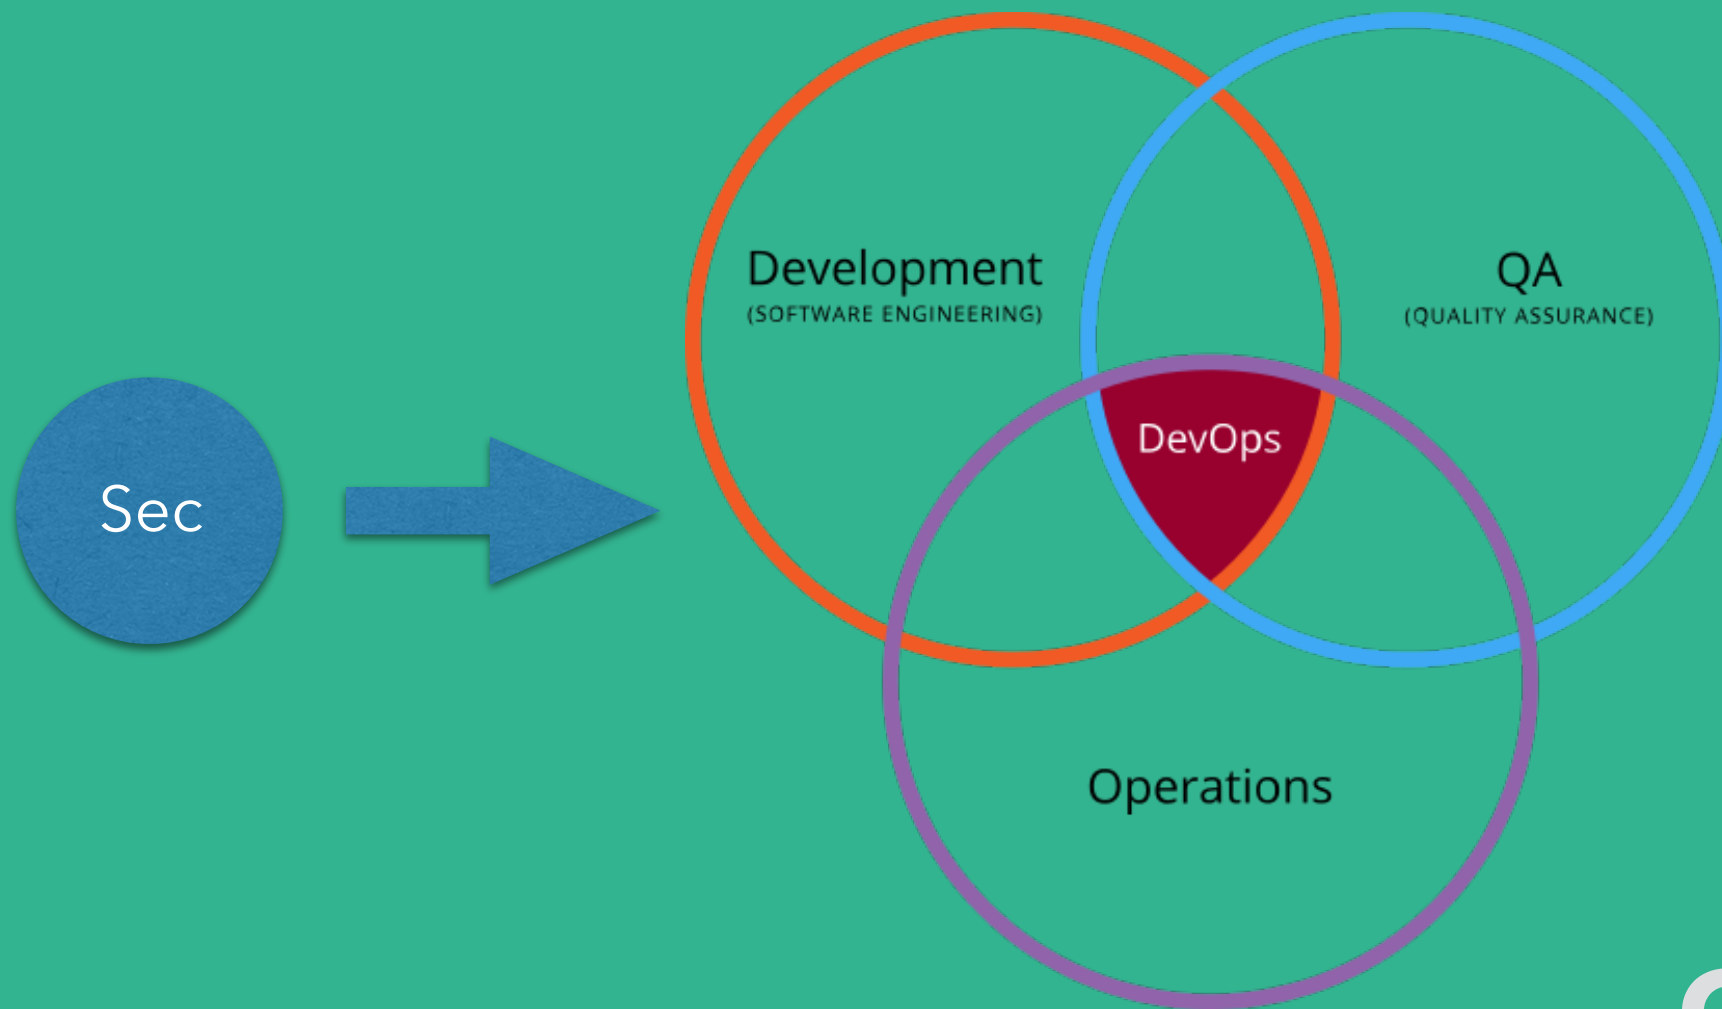 Development
(SOFTWARE ENGINEERING)
QA
(QUALITY ASSURANCE)
DevOps
Sec
Operations